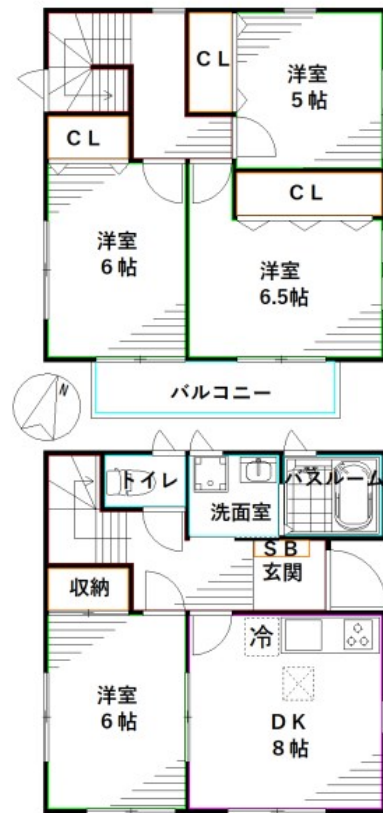 CL
洋室
5帖
CL
CL
洋室
6帖
洋室
6.5帖
バルコニー
N
トイレ
洗面室
バスルーム
SB
玄関
収納
冷
洋室
6帖
DK
8帖